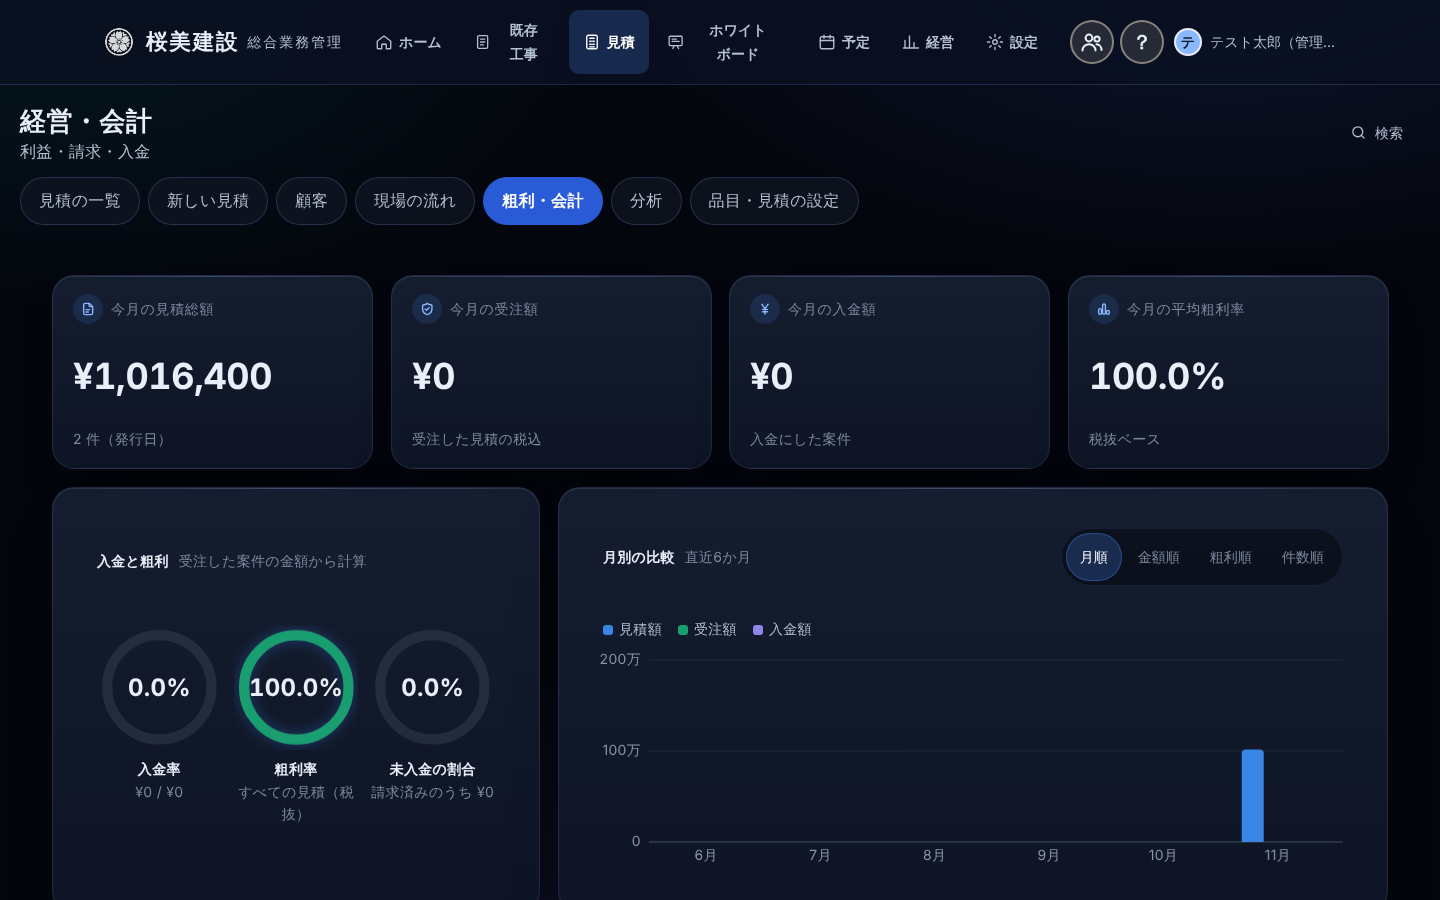 桜美建設 総合業務管理 ホーム 既存工事 見積 ホワイトボード 予定 経営 設定 ? テ テスト太郎（管理...
経営・会計
利益・請求・入金
検索
見積の一覧 新しい見積 顧客 現場の流れ 粗利・会計 分析 品目・見積の設定
今月の見積総額
¥1,016,400
2 件（発行日）
今月の受注額
¥0
受注した見積の税込
今月の入金額
¥0
入金にした案件
今月の平均粗利率
100.0%
税抜ベース
入金と粗利 受注した案件の金額から計算
0.0%
入金率
¥0 / ¥0
100.0%
粗利率
すべての見積（税
抜）
0.0%
未入金の割合
請求済みのうち ¥0
月別の比較 直近6か月
月順 金額順 粗利順 件数順
見積額 受注額 入金額
200万
100万
0
6月 7月 8月 9月 10月 11月